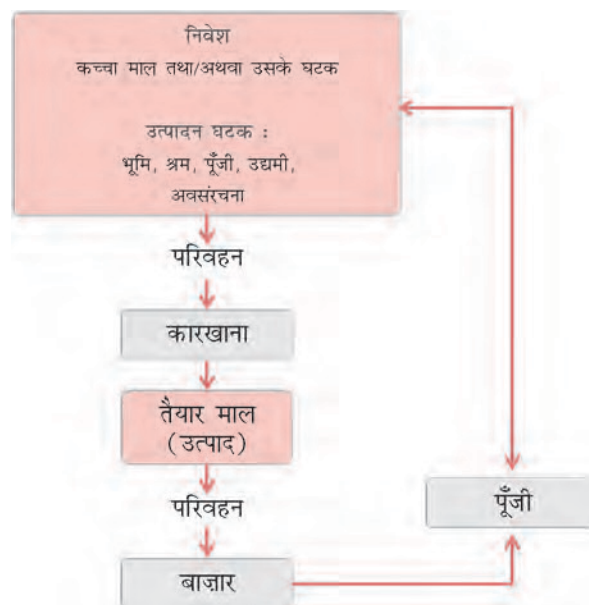 निवेश
कच्चा माल तथा/अथवा उसके घटक
उत्पादन घटक :
भूमि, श्रम, पूँजी, उद्यमी,
अवसंरचना
परिवहन
कारखाना
तैयार माल
(उत्पाद)
परिवहन
पूँजी
बाज़ार